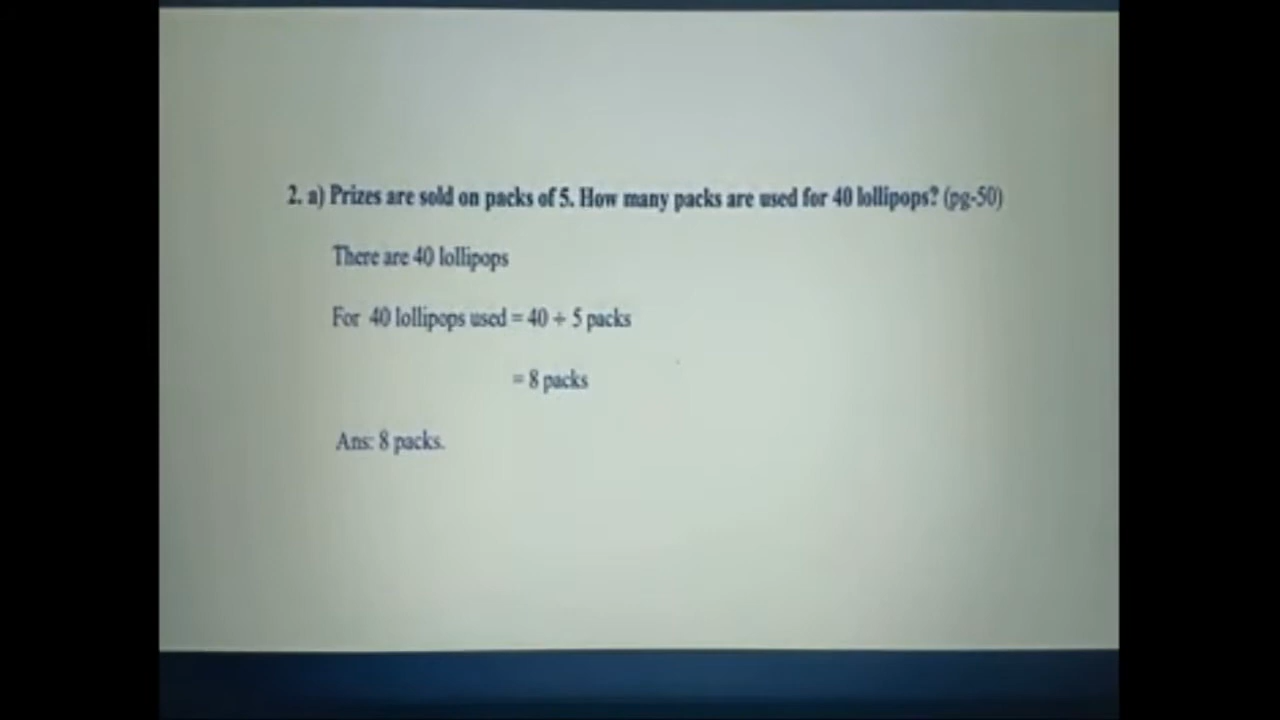 2. a) Prizes are sold on packs of 5. How many packs are used for 40 lollipops? (pg-50)
There are 40 lollipops
For 40 lollipops used = 40 ÷ 5 packs
= 8 packs
Ans: 8 packs.